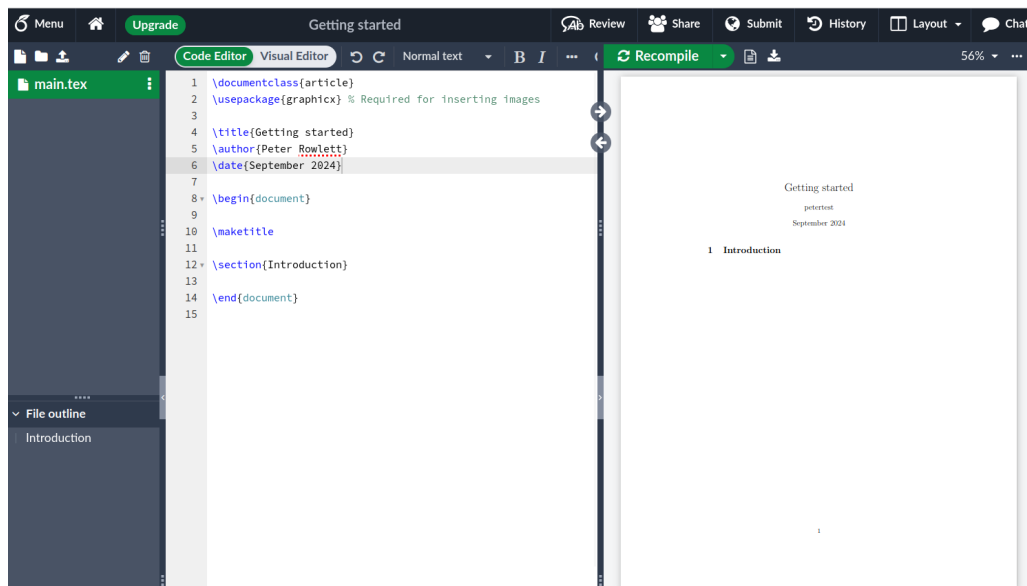 Menu Upgrade Getting started Review Share Submit History Layout Chat
Code Editor Visual Editor Normal text B I Recompile 56%
main.tex
1 \documentclass{article}
2 \usepackage{graphicx} % Required for inserting images
3
4 \title{Getting started}
5 \author{Peter Rowlett}
6 \date{September 2024}
7
8 \begin{document}
9
10 \maketitle
11
12 \section{Introduction}
13
14 \end{document}
15
File outline
Introduction
Getting started
petertest
September 2024
1 Introduction
1